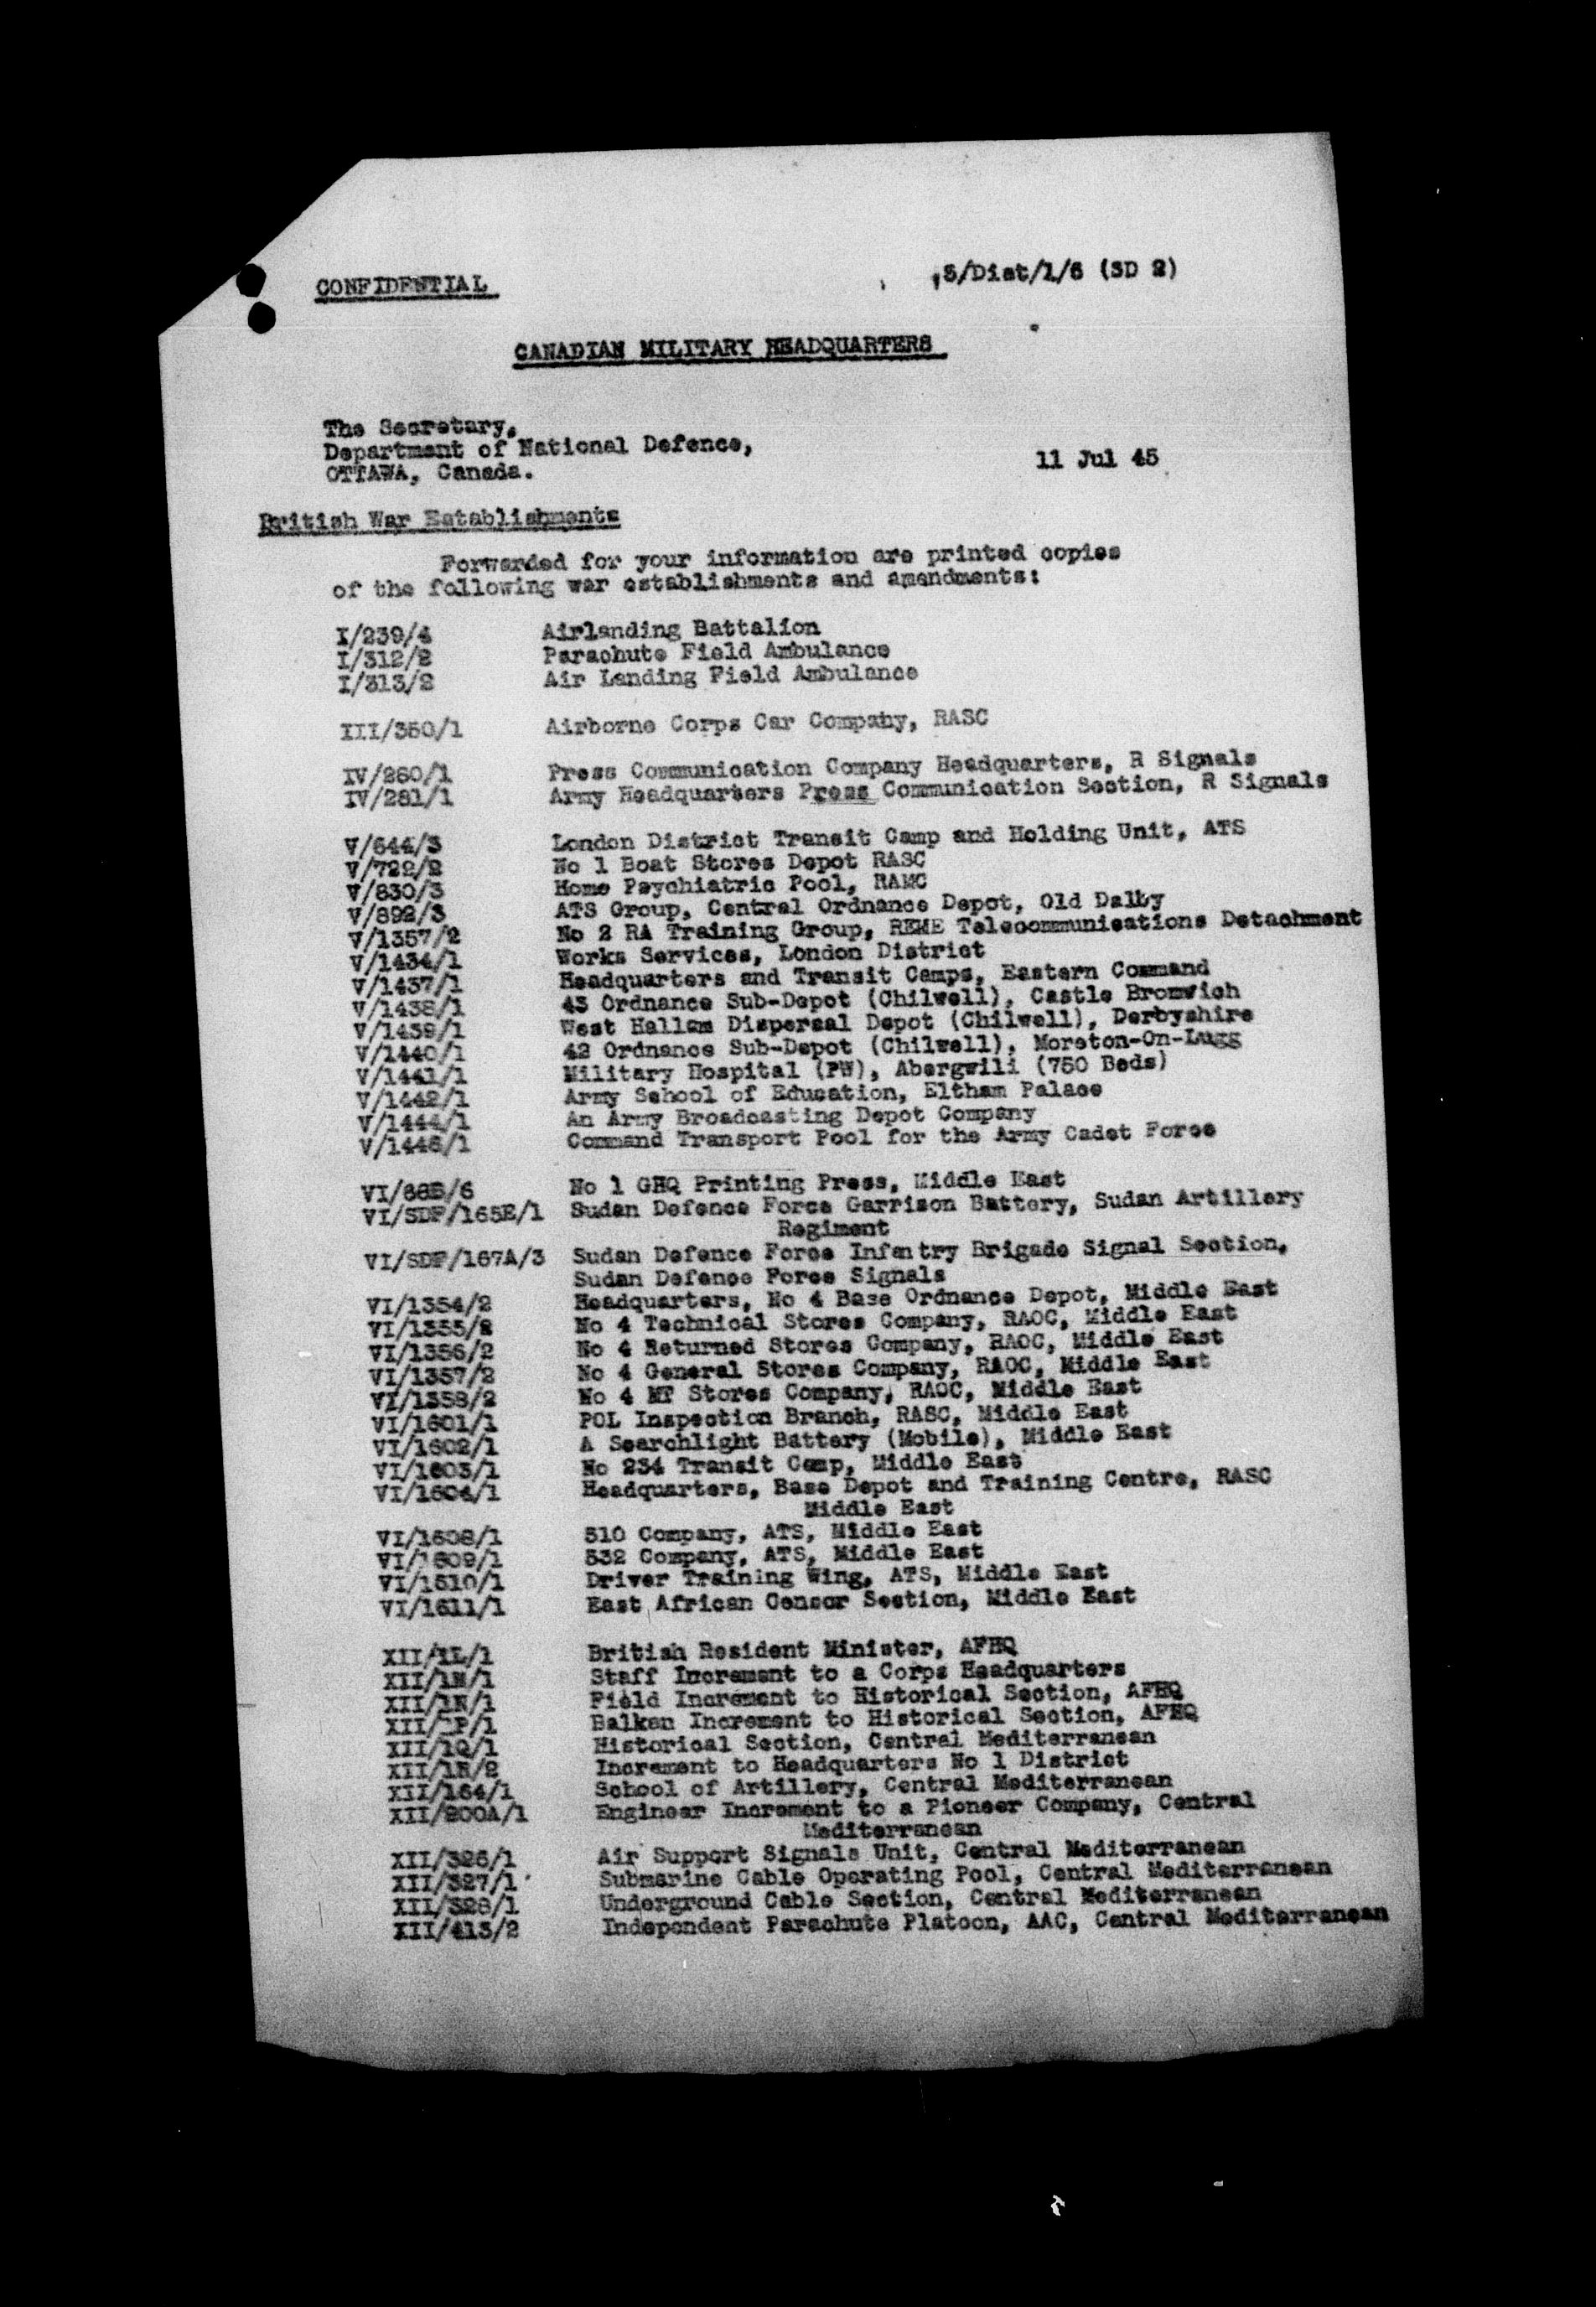 CONFIDENTIAL
5/Dist/1/6 (SD 2)
CANADIAN MILITARY HEADQUARTERS
The Secretary,
Department of National Defence,
OTTAWA, Canada.
11 Jul 45
British War Establishments
Forwarded for your information are printed copies
of the following war establishments and amendments:
I/239/4 Airlanding Battalion
I/312/2 Parachute Field Ambulance
I/313/2 Air Landing Field Ambulance
III/350/1 Airborne Corps Car Company, RASC
IV/280/1 Press Communication Company Headquarters, R Signals
IV/281/1 Army Headquarters Press Communication Section, R Signals
V/644/3 London District Transit Camp and Holding Unit, ATS
V/722/2 No 1 Boat Stores Depot RASC
V/830/3 Home Psychiatric Pool, RAMC
V/892/3 ATS Group, Central Ordnance Depot, Old Dalby
V/1357/2 No 2 RA Training Group, REME Telecommunications Detachment
V/1434/1 Works Services, London District
V/1437/1 Headquarters and Transit Camps, Eastern Command
V/1438/1 43 Ordnance Sub-Depot (Chilwell), Castle Bromwich
V/1439/1 West Hallam Dispersal Depot (Chilwell), Derbyshire
V/1440/1 42 Ordnance Sub-Depot (Chilwell), Moreton-On-Lugg
V/1441/1 Military Hospital (PW), Abergwili (750 Beds)
V/1442/1 Army School of Education, Eltham Palace
V/1444/1 An Army Broadcasting Depot Company
V/1446/1 Command Transport Pool for the Army Cadet Force
VI/66B/6 No 1 GHQ Printing Press, Middle East
VI/SDF/165E/1 Sudan Defence Force Garrison Battery, Sudan Artillery
Regiment
VI/SDF/167A/3 Sudan Defence Force Infantry Brigade Signal Section,
Sudan Defence Force Signals
VI/1354/2 Headquarters, No 4 Base Ordnance Depot, Middle East
VI/1355/2 No 4 Technical Stores Company, RAOC, Middle East
VI/1356/2 No 4 Returned Stores Company, RAOC, Middle East
VI/1357/2 No 4 General Stores Company, RAOC, Middle East
VI/1358/2 No 4 MT Stores Company, RAOC, Middle East
VI/1601/1 POL Inspection Branch, RASC, Middle East
VI/1602/1 A Searchlight Battery (Mobile), Middle East
VI/1603/1 No 234 Transit Camp, Middle East
VI/1604/1 Headquarters, Base Depot and Training Centre, RASC
Middle East
VI/1608/1 510 Company, ATS, Middle East
VI/1609/1 532 Company, ATS, Middle East
VI/1610/1 Driver Training Wing, ATS, Middle East
VI/1611/1 East African Censor Section, Middle East
XII/1L/1 British Resident Minister, AFHQ
XII/1M/1 Staff Increment to a Corps Headquarters
XII/1N/1 Field Increment to Historical Section, AFHQ
XII/1P/1 Balkan Increment to Historical Section, AFHQ
XII/1Q/1 Historical Section, Central Mediterranean
Increment to Headquarters No 1 District
XII/164/1 School of Artillery, Central Mediterranean
XII/200A/1 Engineer Increment to a Pioneer Company, Central
Mediterranean
XII/326/1 Air Support Signals Unit, Central Mediterranean
XII/327/1 Submarine Cable Operating Pool, Central Mediterranean
XII/328/1 Underground Cable Section, Central Mediterranean
XII/413/2 Independent Parachute Platoon, AAC, Central Mediterranean